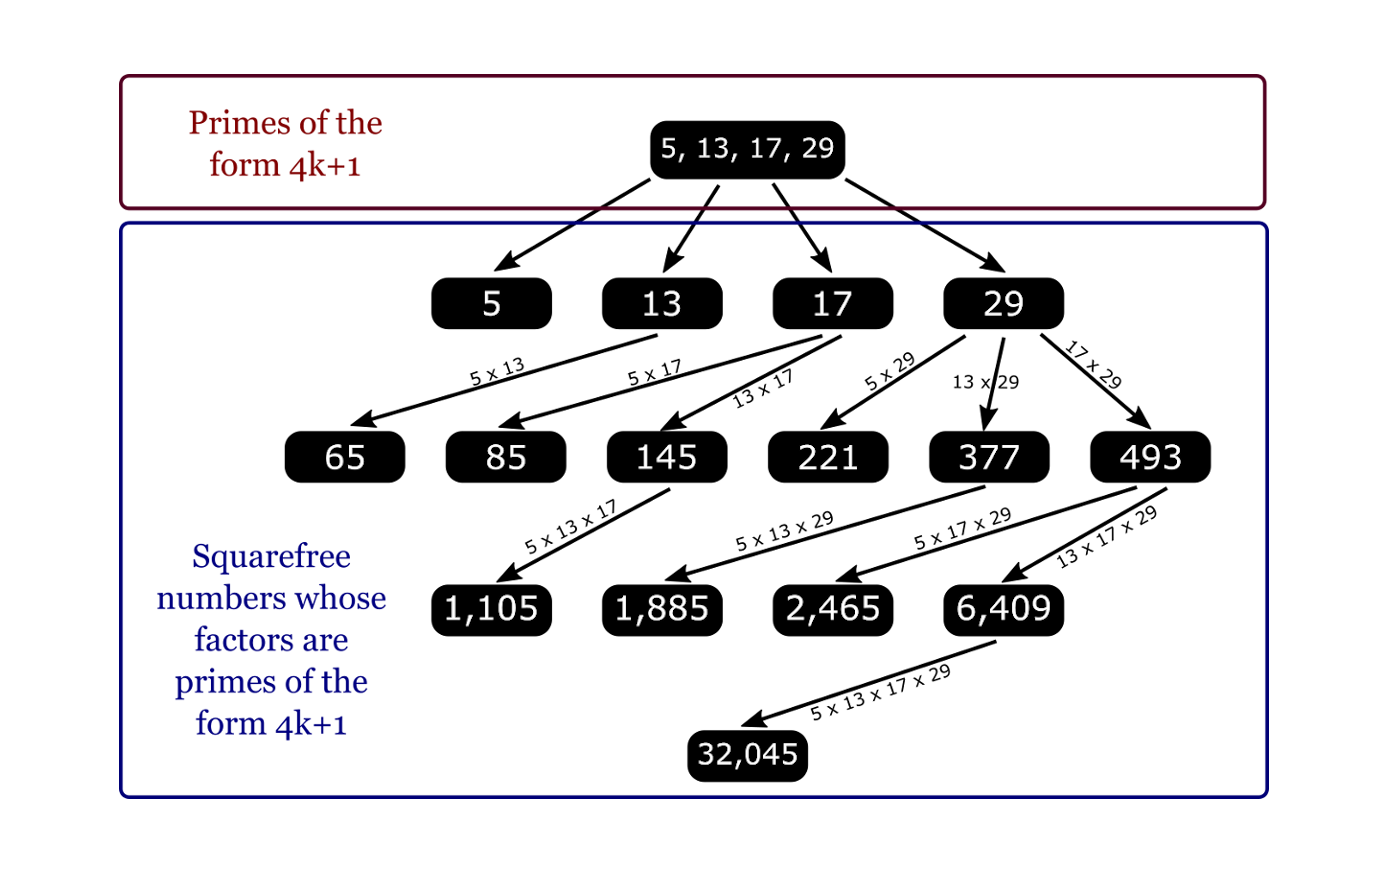 Primes of the
form 4k+1
5, 13, 17, 29
5
13
17
29
5 x 13
5 x 17
13 x 17
5 x 29
13 x 29
17 x 29
65
85
145
221
377
493
5 x 13 x 17
5 x 13 x 29
5 x 17 x 29
13 x 17 x 29
Squarefree
numbers whose
factors are
primes of the
form 4k+1
1,105
1,885
2,465
6,409
5 x 13 x 17 x 29
32,045